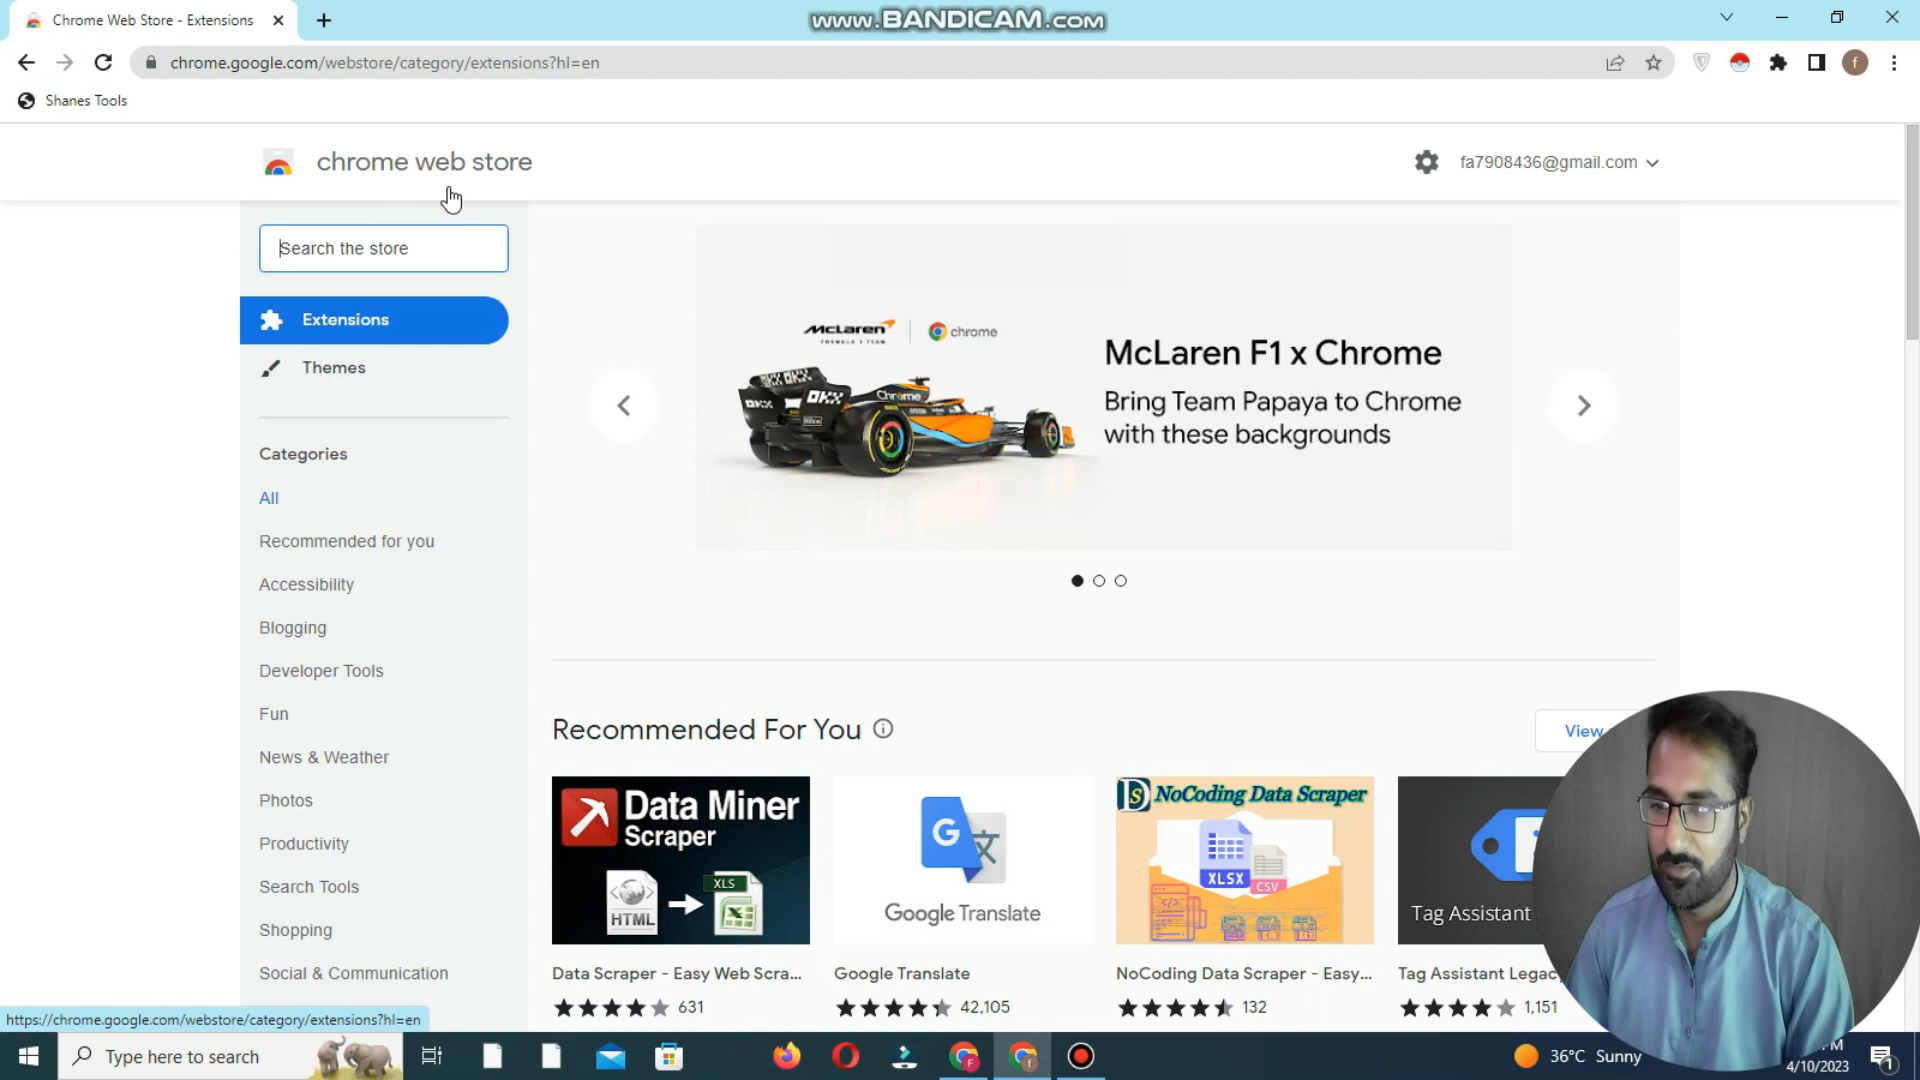 Chrome Web Store - Extensions
www.BANDICAM.com
chrome.google.com/webstore/category/extensions?hl=en
f
Shanes Tools
chrome web store
fa7908436@gmail.com
Search the store
Extensions
Themes
Categories
All
Recommended for you
Accessibility
Blogging
Developer Tools
Fun
News & Weather
Photos
Productivity
Search Tools
Shopping
Social & Communication
McLaren
FORMULA 1 TEAM
chrome
OKX
OKX
Chrome
McLaren F1 x Chrome
Bring Team Papaya to Chrome
with these backgrounds
Recommended For You
View
Data Miner
Scraper
HTML
XLS
G
Google Translate
Ds
NoCoding Data Scraper
XLSX
CSV
Tag Assistant
Data Scraper - Easy Web Scra...
631
Google Translate
42,105
NoCoding Data Scraper - Easy...
132
Tag Assistant Legacy
1,151
https://chrome.google.com/webstore/category/extensions?hl=en
Type here to search
F
f
36°C Sunny
4/10/2023
1